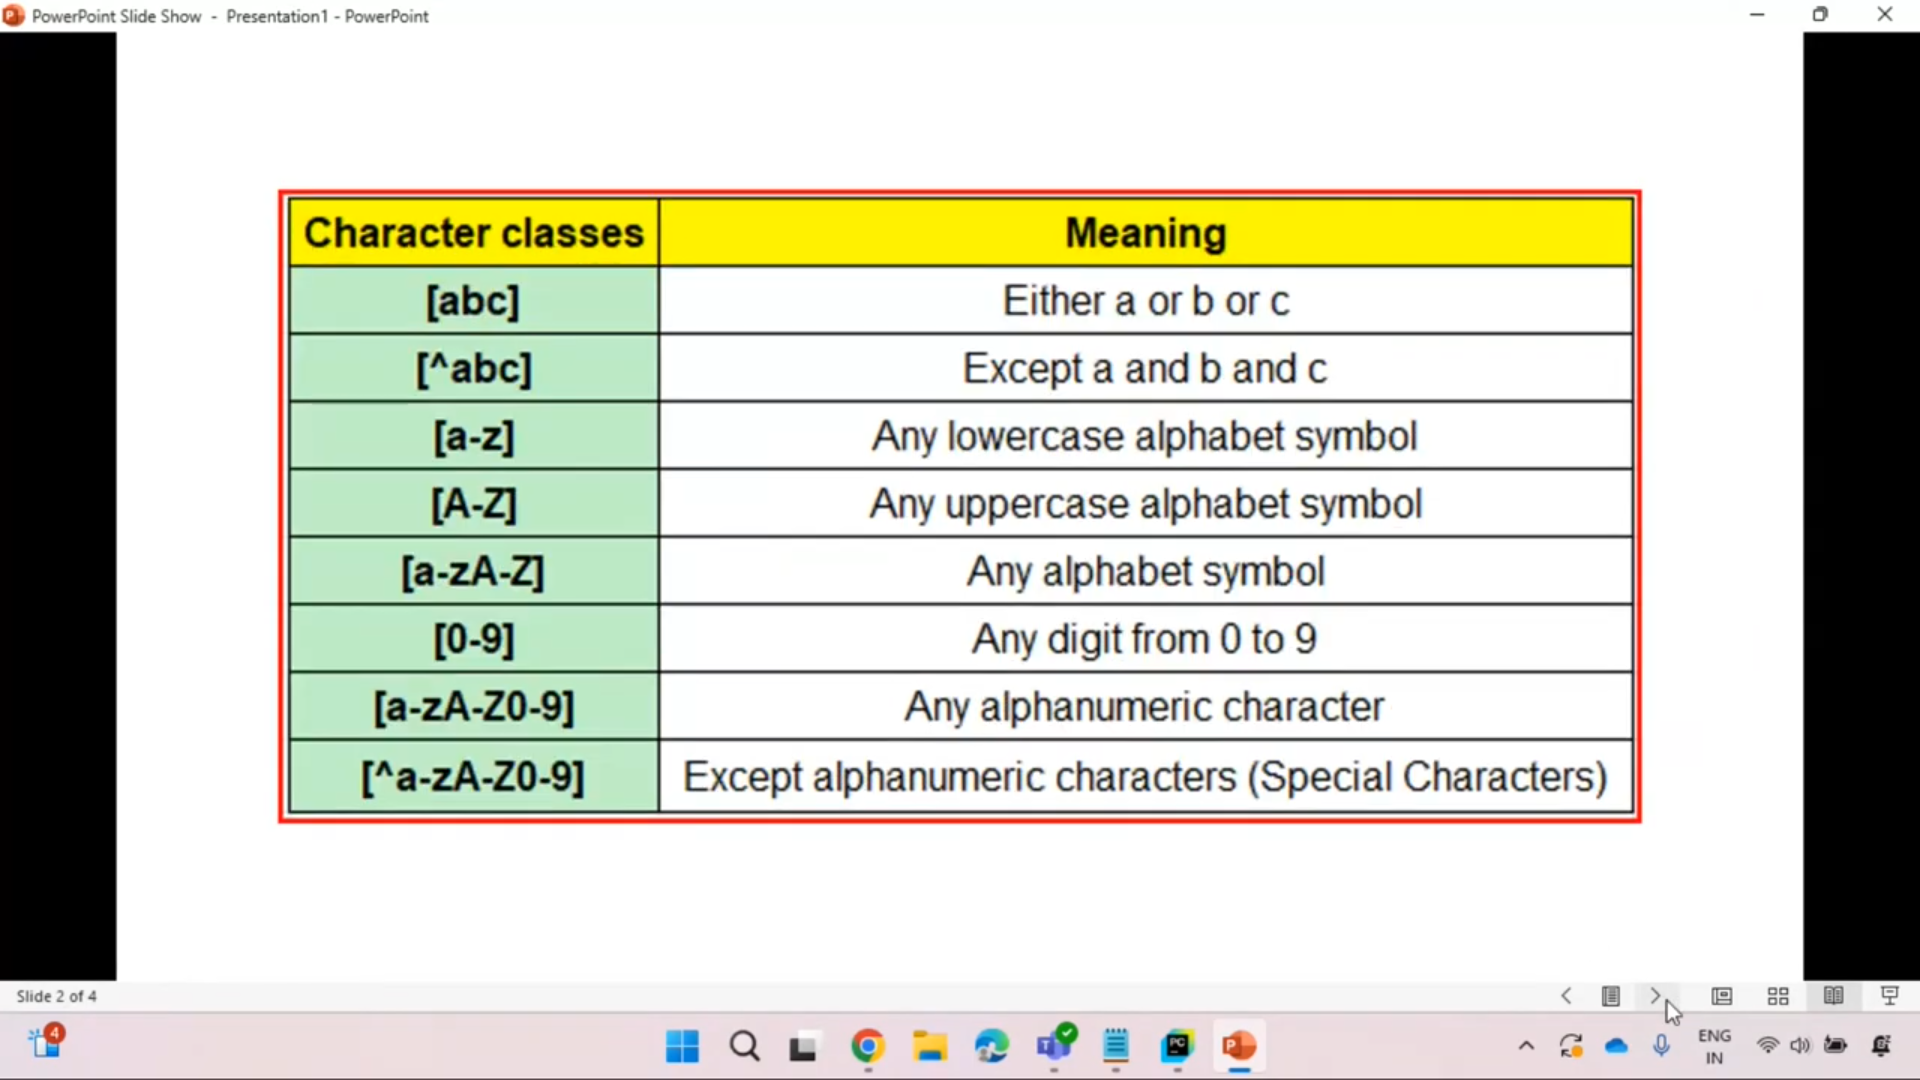 PowerPoint Slide Show - Presentation1 - PowerPoint
Character classes Meaning
[abc] Either a or b or c
[^abc] Except a and b and c
[a-z] Any lowercase alphabet symbol
[A-Z] Any uppercase alphabet symbol
[a-zA-Z] Any alphabet symbol
[0-9] Any digit from 0 to 9
[a-zA-Z0-9] Any alphanumeric character
[^a-zA-Z0-9] Except alphanumeric characters (Special Characters)
Slide 2 of 4
4
ENG
IN